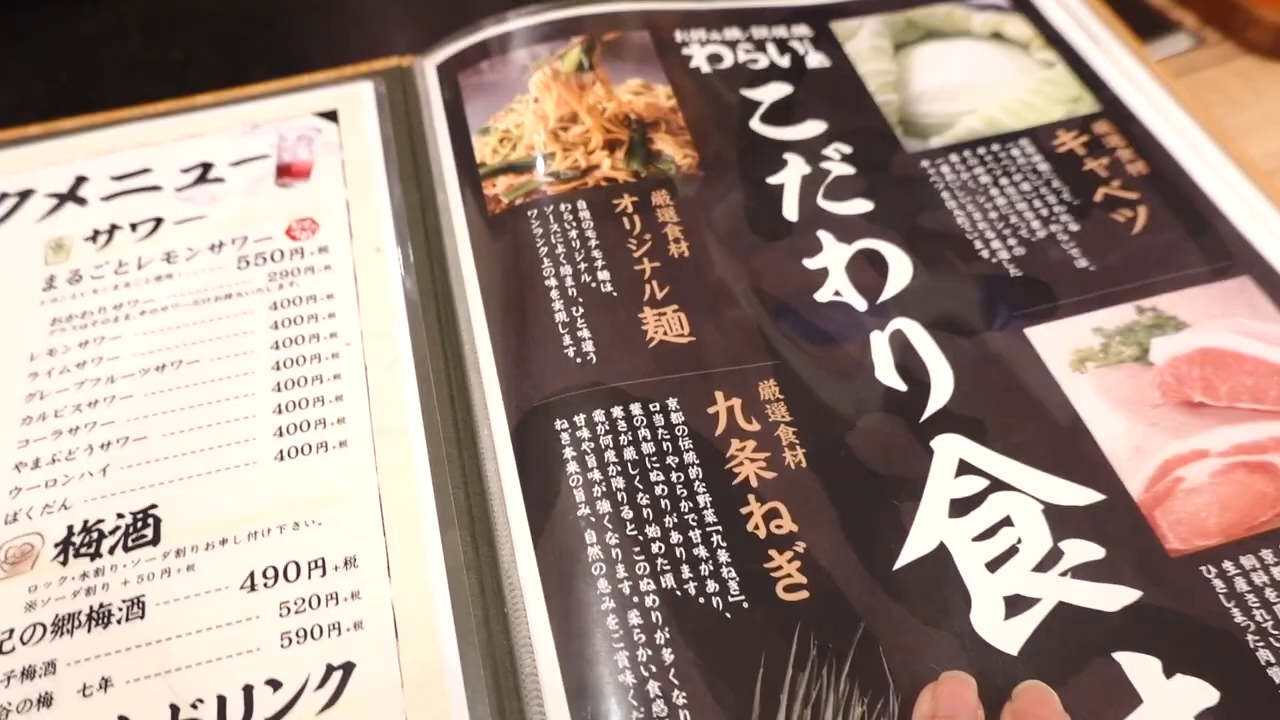 クメニュー
サワー
まるごとレモンサワー
550円+税
290円+税
おかわりサワー
400円+税
レモンサワー
400円+税
ライムサワー
400円+税
グレープフルーツサワー
400円+税
カルピスサワー
400円+税
コーラサワー
400円+税
やまぶどうサワー
400円+税
ウーロンハイ
400円+税
ばくだん
梅酒
ロック・水割り・ソーダ割りお申し付け下さい。
※ソーダ割り +50円+税
の郷梅酒
490円+税
子梅酒
520円+税
谷の梅 七年
590円+税
ドリンク
わらい
こだわり食
厳選食材
オリジナル麺
自慢のモチモチ麺は、
わらいオリジナル。
ソースによく絡まり、ひと味違う
ワンランク上の味を実現します。
厳選食材
キャベツ
厳選食材
九条ねぎ
京都の伝統的な野菜「九条ねぎ」。
口当たりやわらかで甘味があり、
葉の内部にぬめりがあります。
寒さが厳しくなり始めた頃、
霜が何度か降りると、このぬめりが多くなり
甘味や旨味が強くなります。柔らかい食感
ねぎ本来の旨み、自然の恵みをご賞味くだ